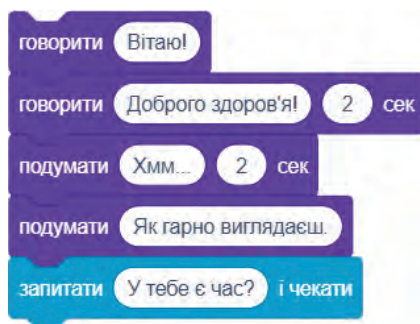 говорити Вітаю!
говорити Доброго здоров'я! 2 сек
подумати Хмм... 2 сек
подумати Як гарно виглядаєш.
запитати У тебе є час? і чекати